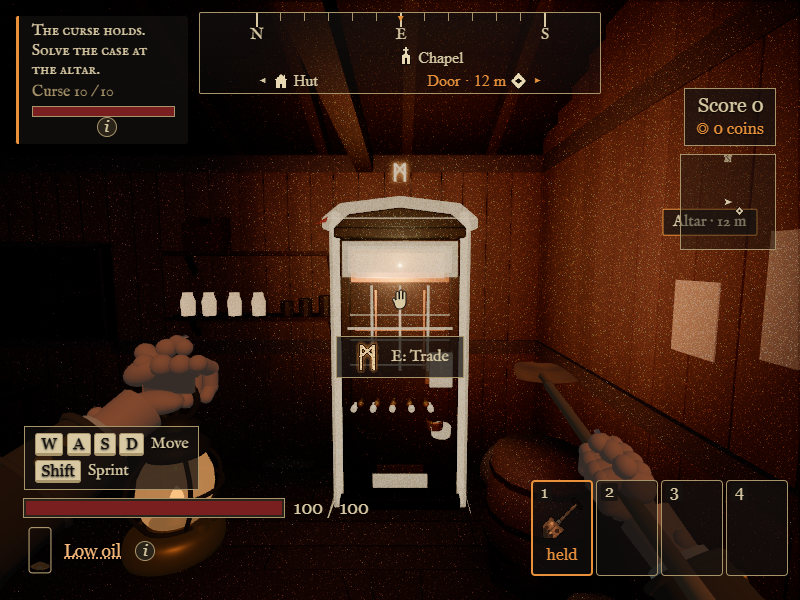 The curse holds.
Solve the case at
the altar.
Curse 10 / 10
i
N E S
Chapel
Hut
Door · 12 m
Score 0
0 coins
Altar · 12 m
E: Trade
W A S D Move
Shift Sprint
100 / 100
Low oil i
1 2 3 4
held